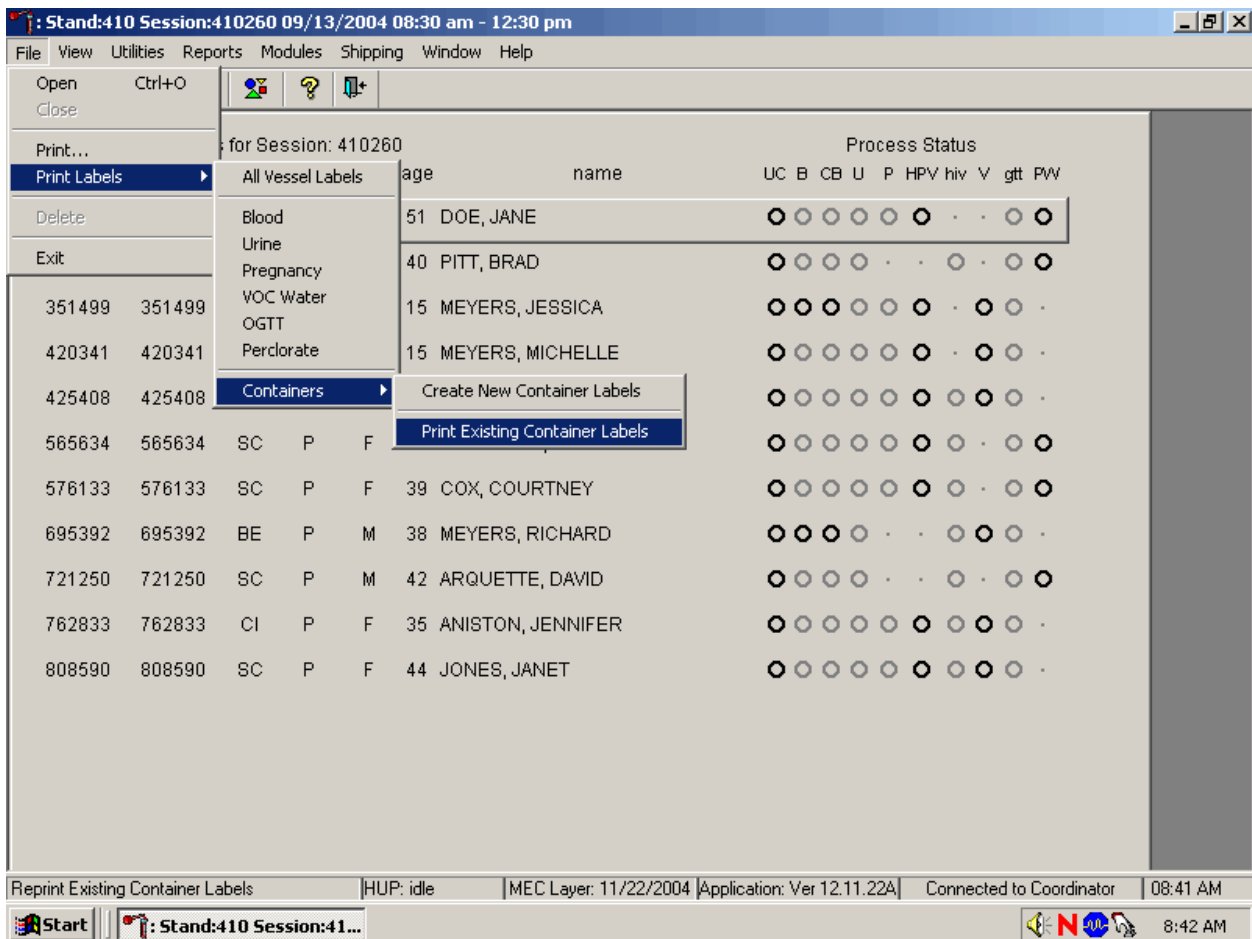 : Stand:410 Session:410260 09/13/2004 08:30 am - 12:30 pm
File View Utilities Reports Modules Shipping Window Help
Open Ctrl+O
Close
Print...
Print Labels
Delete
Exit
All Vessel Labels
Blood
Urine
Pregnancy
VOC Water
OGTT
Perclorate
Containers
Create New Container Labels
Print Existing Container Labels
for Session: 410260 Process Status
age name UC B CB U P HPV hiv V gtt PW
51 DOE, JANE
40 PITT, BRAD
351499 351499 15 MEYERS, JESSICA
420341 420341 15 MEYERS, MICHELLE
425408 425408
565634 565634 SC P F
576133 576133 SC P F 39 COX, COURTNEY
695392 695392 BE P M 38 MEYERS, RICHARD
721250 721250 SC P M 42 ARQUETTE, DAVID
762833 762833 CI P F 35 ANISTON, JENNIFER
808590 808590 SC P F 44 JONES, JANET
Reprint Existing Container Labels HUP: idle MEC Layer: 11/22/2004 Application: Ver 12.11.22A Connected to Coordinator 08:41 AM
Start : Stand:410 Session:41... N 8:42 AM